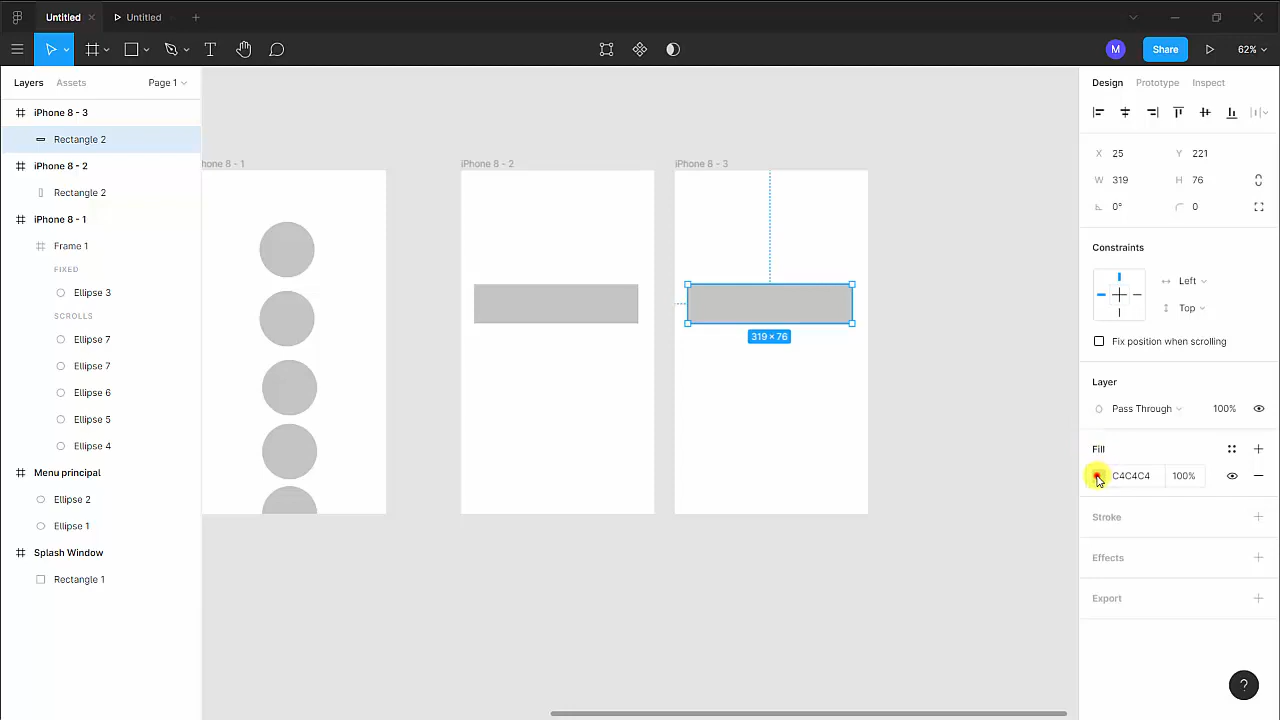 Untitled
Untitled
M
Share
62%
Layers
Assets
Page 1
iPhone 8 - 3
Rectangle 2
iPhone 8 - 2
Rectangle 2
iPhone 8 - 1
Frame 1
FIXED
Ellipse 3
SCROLLS
Ellipse 7
Ellipse 7
Ellipse 6
Ellipse 5
Ellipse 4
Menu principal
Ellipse 2
Ellipse 1
Splash Window
Rectangle 1
hone 8 - 1
iPhone 8 - 2
iPhone 8 - 3
319 × 76
Design
Prototype
Inspect
X 25
Y 221
W 319
H 76
0°
0
Constraints
Left
Top
Fix position when scrolling
Layer
Pass Through
100%
Fill
C4C4C4
100%
Stroke
Effects
Export
?